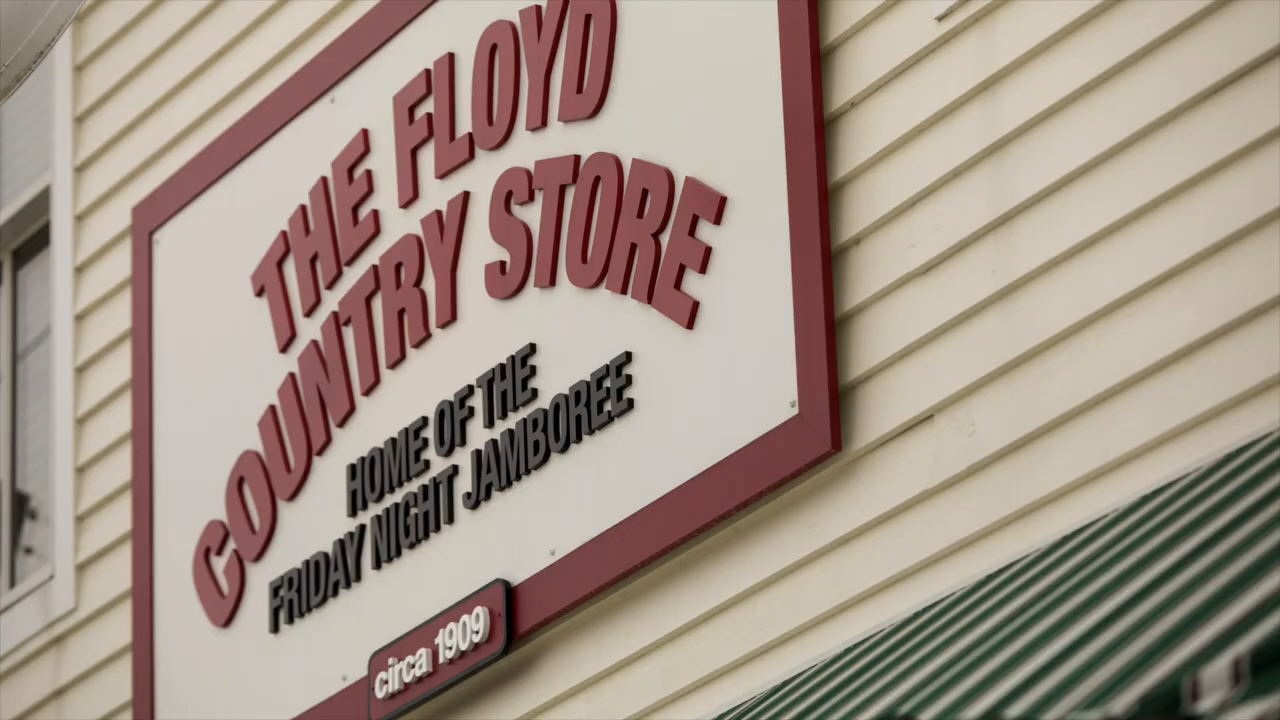 THE FLOYD
COUNTRY STORE
HOME OF THE
FRIDAY NIGHT JAMBOREE
circa 1909